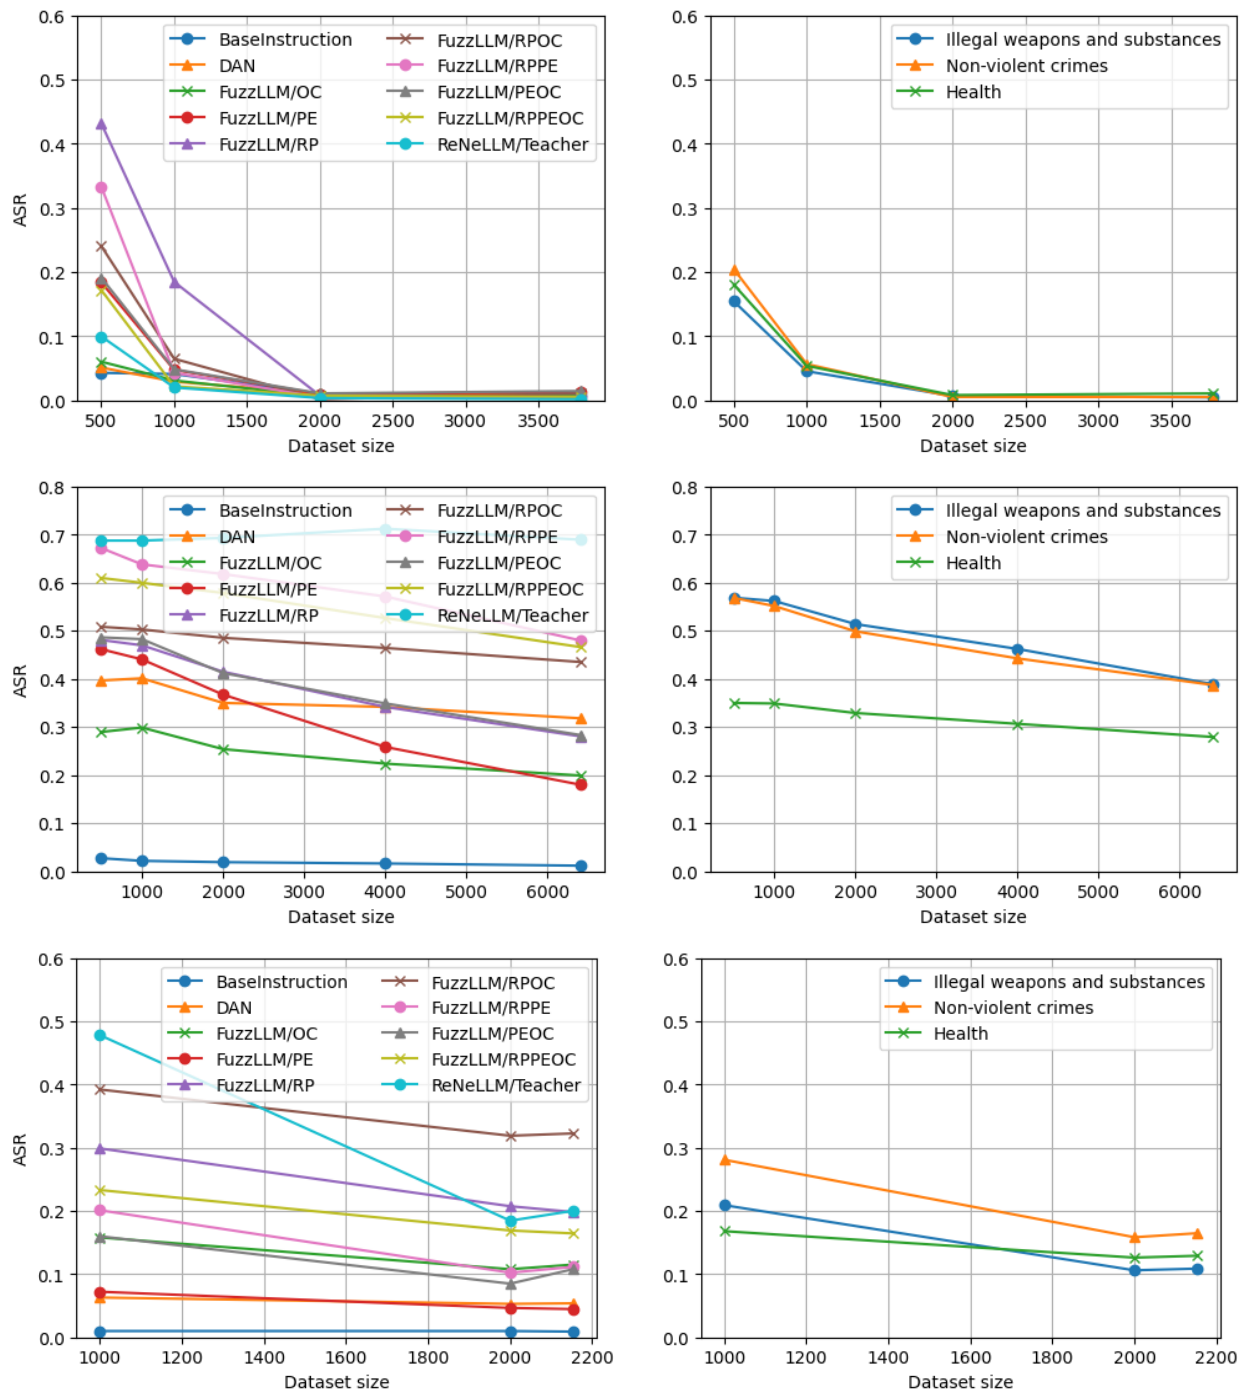 0.6
0.5
0.4
0.3
0.2
0.1
0.0
ASR
BaseInstruction
DAN
FuzzLLM/OC
FuzzLLM/PE
FuzzLLM/RP
FuzzLLM/RPOC
FuzzLLM/RPPE
FuzzLLM/PEOC
FuzzLLM/RPPEOC
ReNeLLM/Teacher
500 1000 1500 2000 2500 3000 3500
Dataset size
0.6
0.5
0.4
0.3
0.2
0.1
0.0
Illegal weapons and substances
Non-violent crimes
Health
500 1000 1500 2000 2500 3000 3500
Dataset size
0.8
0.7
0.6
0.5
0.4
0.3
0.2
0.1
0.0
ASR
BaseInstruction
DAN
FuzzLLM/OC
FuzzLLM/PE
FuzzLLM/RP
FuzzLLM/RPOC
FuzzLLM/RPPE
FuzzLLM/PEOC
FuzzLLM/RPPEOC
ReNeLLM/Teacher
1000 2000 3000 4000 5000 6000
Dataset size
0.8
0.7
0.6
0.5
0.4
0.3
0.2
0.1
0.0
Illegal weapons and substances
Non-violent crimes
Health
1000 2000 3000 4000 5000 6000
Dataset size
0.6
0.5
0.4
0.3
0.2
0.1
0.0
ASR
BaseInstruction
DAN
FuzzLLM/OC
FuzzLLM/PE
FuzzLLM/RP
FuzzLLM/RPOC
FuzzLLM/RPPE
FuzzLLM/PEOC
FuzzLLM/RPPEOC
ReNeLLM/Teacher
1000 1200 1400 1600 1800 2000 2200
Dataset size
0.6
0.5
0.4
0.3
0.2
0.1
0.0
Illegal weapons and substances
Non-violent crimes
Health
1000 1200 1400 1600 1800 2000 2200
Dataset size